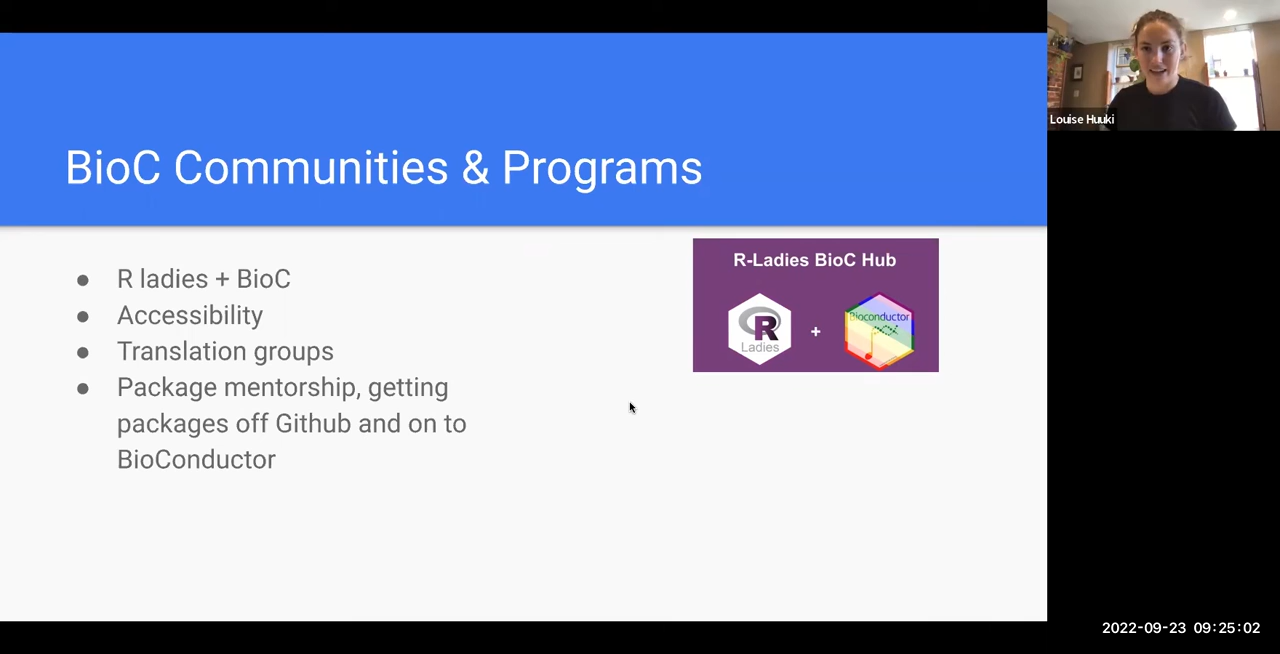 BioC Communities & Programs
R ladies + BioC
Accessibility
Translation groups
Package mentorship, getting
packages off Github and on to
BioConductor
R-Ladies BioC Hub
R
Ladies
+
Bioconductor
Louise Huuki
2022-09-23 09:25:02